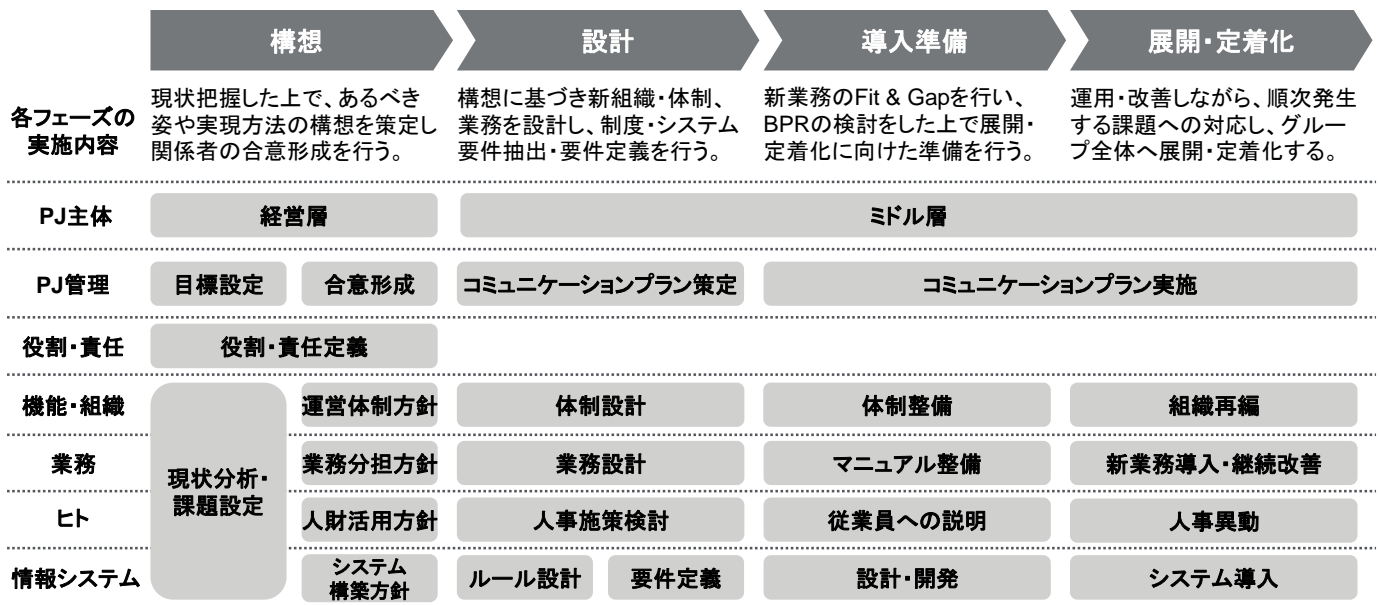 構想
設計
導入準備
展開・定着化
各フェーズの
実施内容
現状把握した上で、あるべき
姿や実現方法の構想を策定し
関係者の合意形成を行う。
構想に基づき新組織・体制、
業務を設計し、制度・システム
要件抽出・要件定義を行う。
新業務のFit & Gapを行い、
BPRの検討をした上で展開・
定着化に向けた準備を行う。
運用・改善しながら、順次発生
する課題への対応し、グルー
プ全体へ展開・定着化する。
PJ主体
経営層
ミドル層
PJ管理
目標設定
合意形成
コミュニケーションプラン策定
コミュニケーションプラン実施
役割・責任
役割・責任定義
現状分析・
課題設定
機能・組織
運営体制方針
体制設計
体制整備
組織再編
業務
業務分担方針
業務設計
マニュアル整備
新業務導入・継続改善
ヒト
人財活用方針
人事施策検討
従業員への説明
人事異動
情報システム
システム
構築方針
ルール設計
要件定義
設計・開発
システム導入